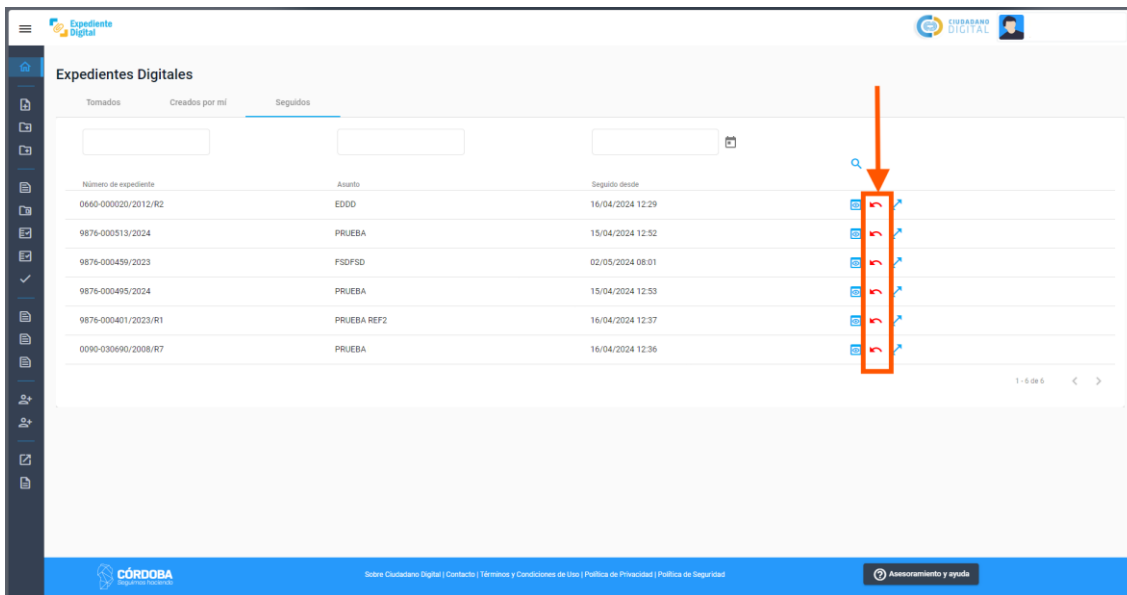 Expediente
Digital
CIUDADANO
DIGITAL
Expedientes Digitales
Tomados Creados por mí Seguidos
Número de expediente Asunto Seguido desde
0660-000020/2012/R2 EDDD 16/04/2024 12:29
9876-000513/2024 PRUEBA 15/04/2024 12:52
9876-000459/2023 FSDFSD 02/05/2024 08:01
9876-000495/2024 PRUEBA 15/04/2024 12:53
9876-000401/2023/R1 PRUEBA REF2 16/04/2024 12:37
0090-030690/2008/R7 PRUEBA 16/04/2024 12:36
1 - 6 de 6
CÓRDOBA
Seguimos haciendo
Sobre Ciudadano Digital | Contacto | Términos y Condiciones de Uso | Política de Privacidad | Política de Seguridad
Asesoramiento y ayuda